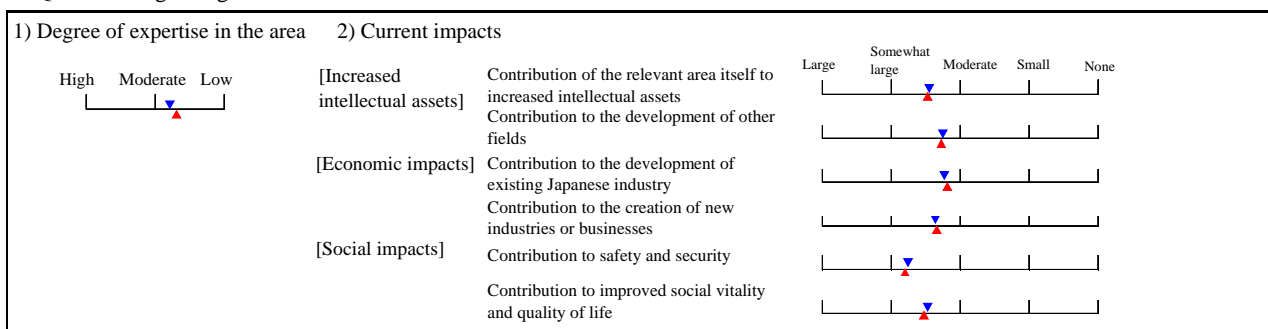 1) Degree of expertise in the area 2) Current impacts
High Moderate Low
[Increased
intellectual assets]
Contribution of the relevant area itself to
increased intellectual assets
Contribution to the development of other
fields
[Economic impacts]
Contribution to the development of
existing Japanese industry
Contribution to the creation of new
industries or businesses
[Social impacts]
Contribution to safety and security
Contribution to improved social vitality
and quality of life
Large Somewhat
large Moderate Small None